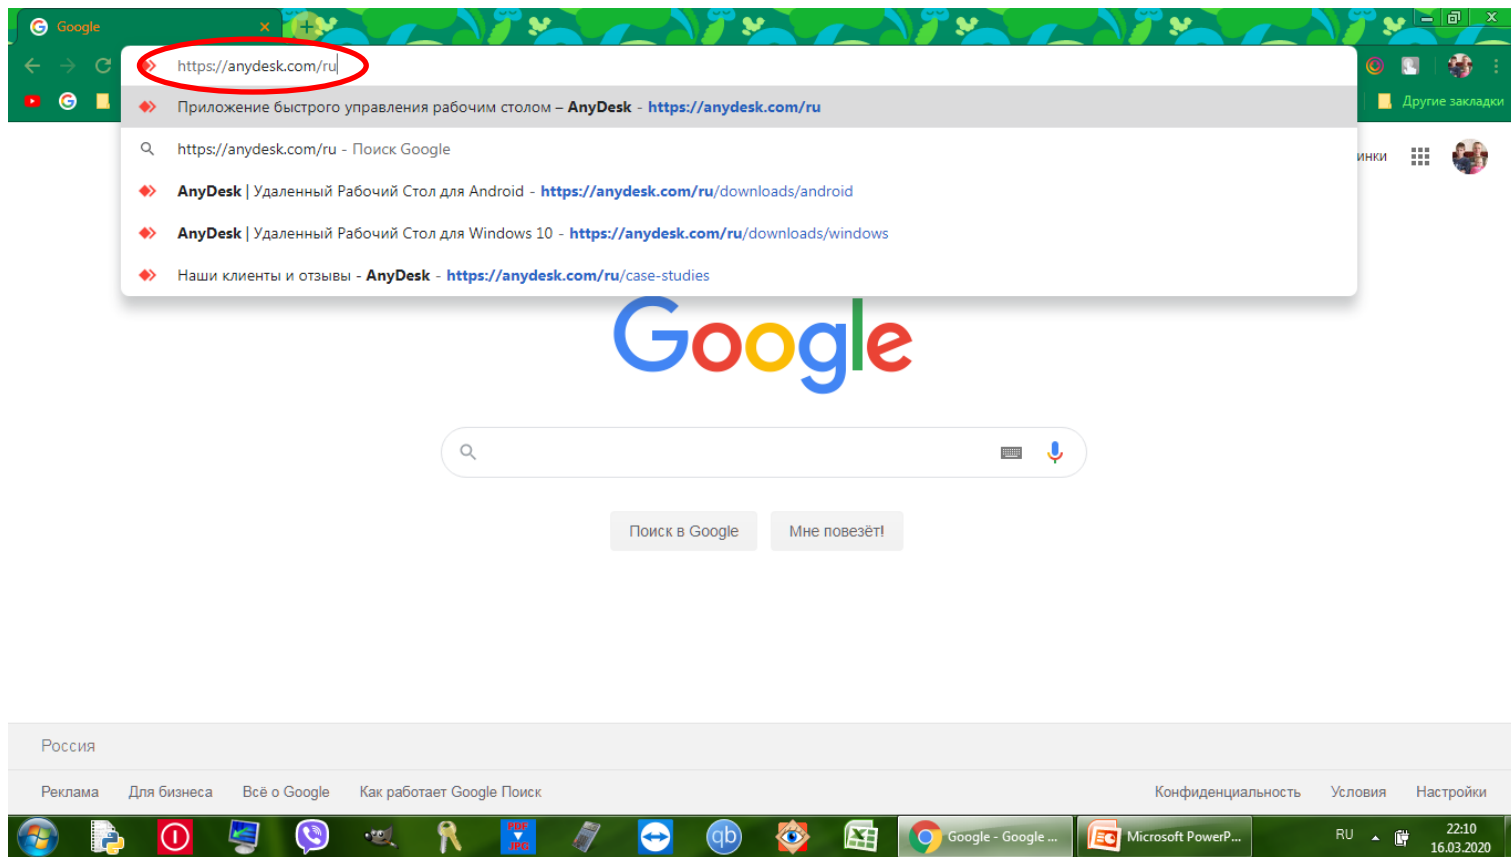 Google
https://anydesk.com/ru
Приложение быстрого управления рабочим столом – AnyDesk - https://anydesk.com/ru
Другие закладки
https://anydesk.com/ru - Поиск Google
инки
AnyDesk | Удаленный Рабочий Стол для Android - https://anydesk.com/ru/downloads/android
AnyDesk | Удаленный Рабочий Стол для Windows 10 - https://anydesk.com/ru/downloads/windows
Наши клиенты и отзывы - AnyDesk - https://anydesk.com/ru/case-studies
Google
Поиск в Google Мне повезёт!
Россия
Реклама Для бизнеса Всё о Google Как работает Google Поиск Конфиденциальность Условия Настройки
PDF
JPG
qb
Google - Google ... Microsoft PowerP... RU 22:10
16.03.2020